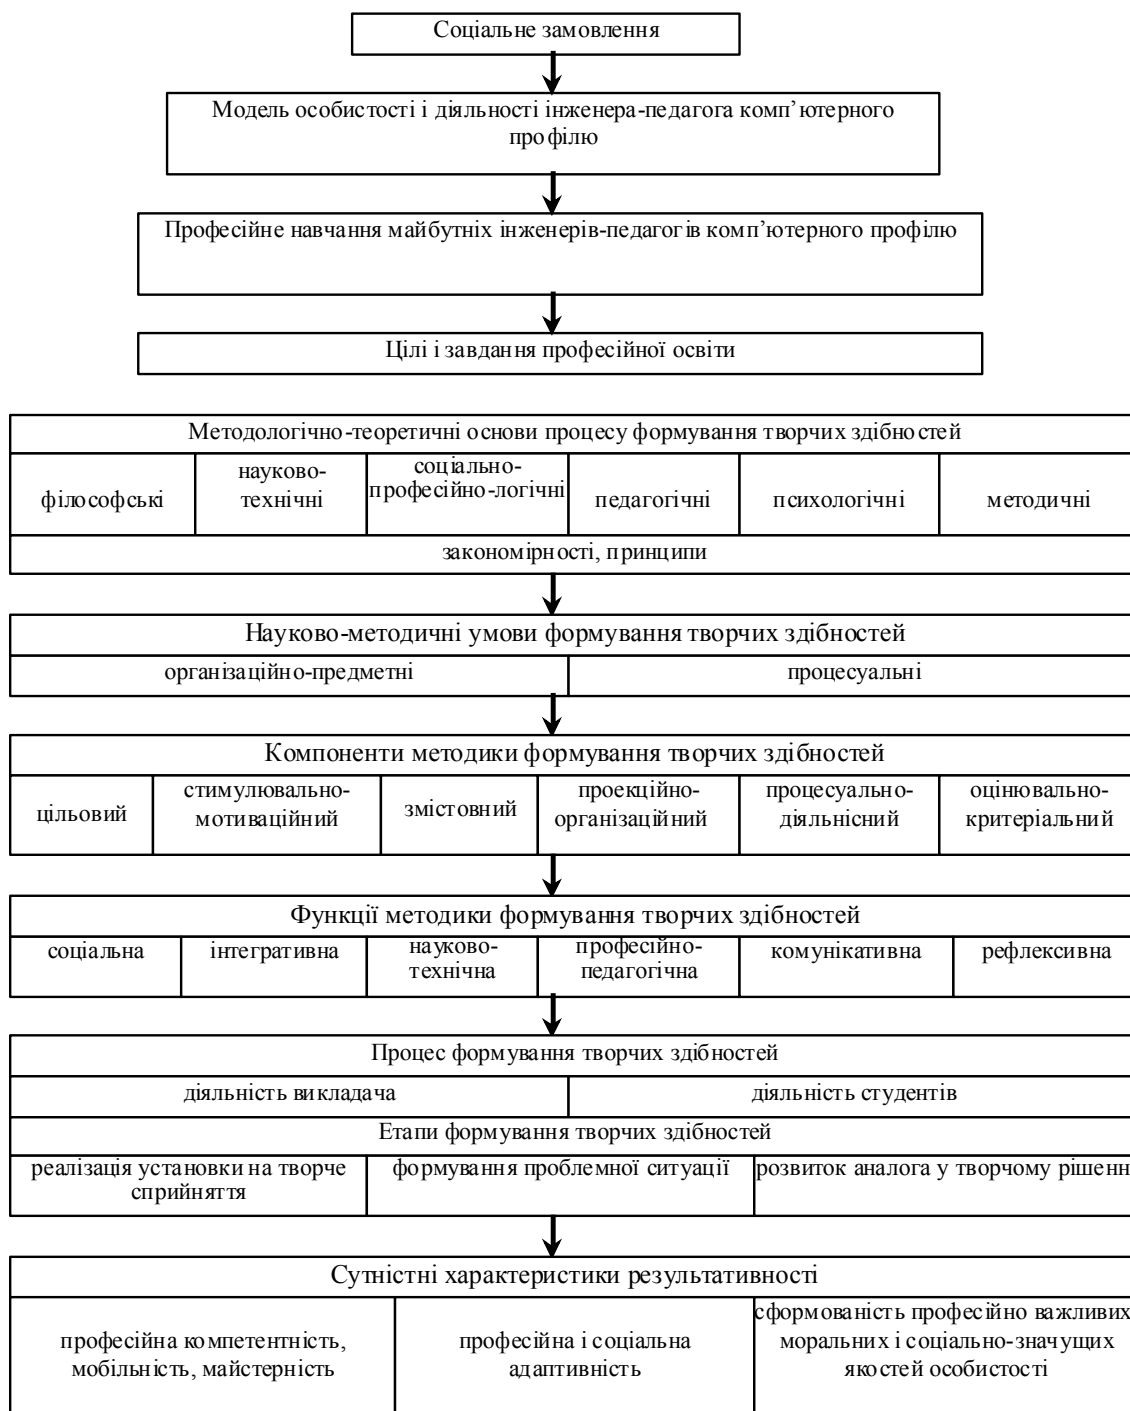 Соціальне замовлення
Модель особистості і діяльності інженера-педагога комп’ютерного
профілю
Професійне навчання майбутніх інженерів-педагогів комп’ютерного профілю
Цілі і завдання професійної освіти
Методологічно-теоретичні основи процесу формування творчих здібностей
філософські
науково-
технічні
соціально-
професійно-логічні
педагогічні
психологічні
методичні
закономірності, принципи
Науково-методичні умови формування творчих здібностей
організаційно-предметні
процесуальні
Компоненти методики формування творчих здібностей
цільовий
стимулювально-
мотиваційний
змістовний
проекційно-
організаційний
процесуально-
діяльнісний
оцінювально-
критеріальний
Функції методики формування творчих здібностей
соціальна
інтегративна
науково-
технічна
професійно-
педагогічна
комунікативна
рефлексивна
Процес формування творчих здібностей
діяльність викладача
діяльність студентів
Етапи формування творчих здібностей
реалізація установки на творче
сприйняття
формування проблемної ситуації
розвиток аналога у творчому рішенн
Сутністні характеристики результативності
професійна компетентність,
мобільність, майстерність
професійна і соціальна
адаптивність
сформованість професійно важливих
моральних і соціально-значущих
якостей особистості